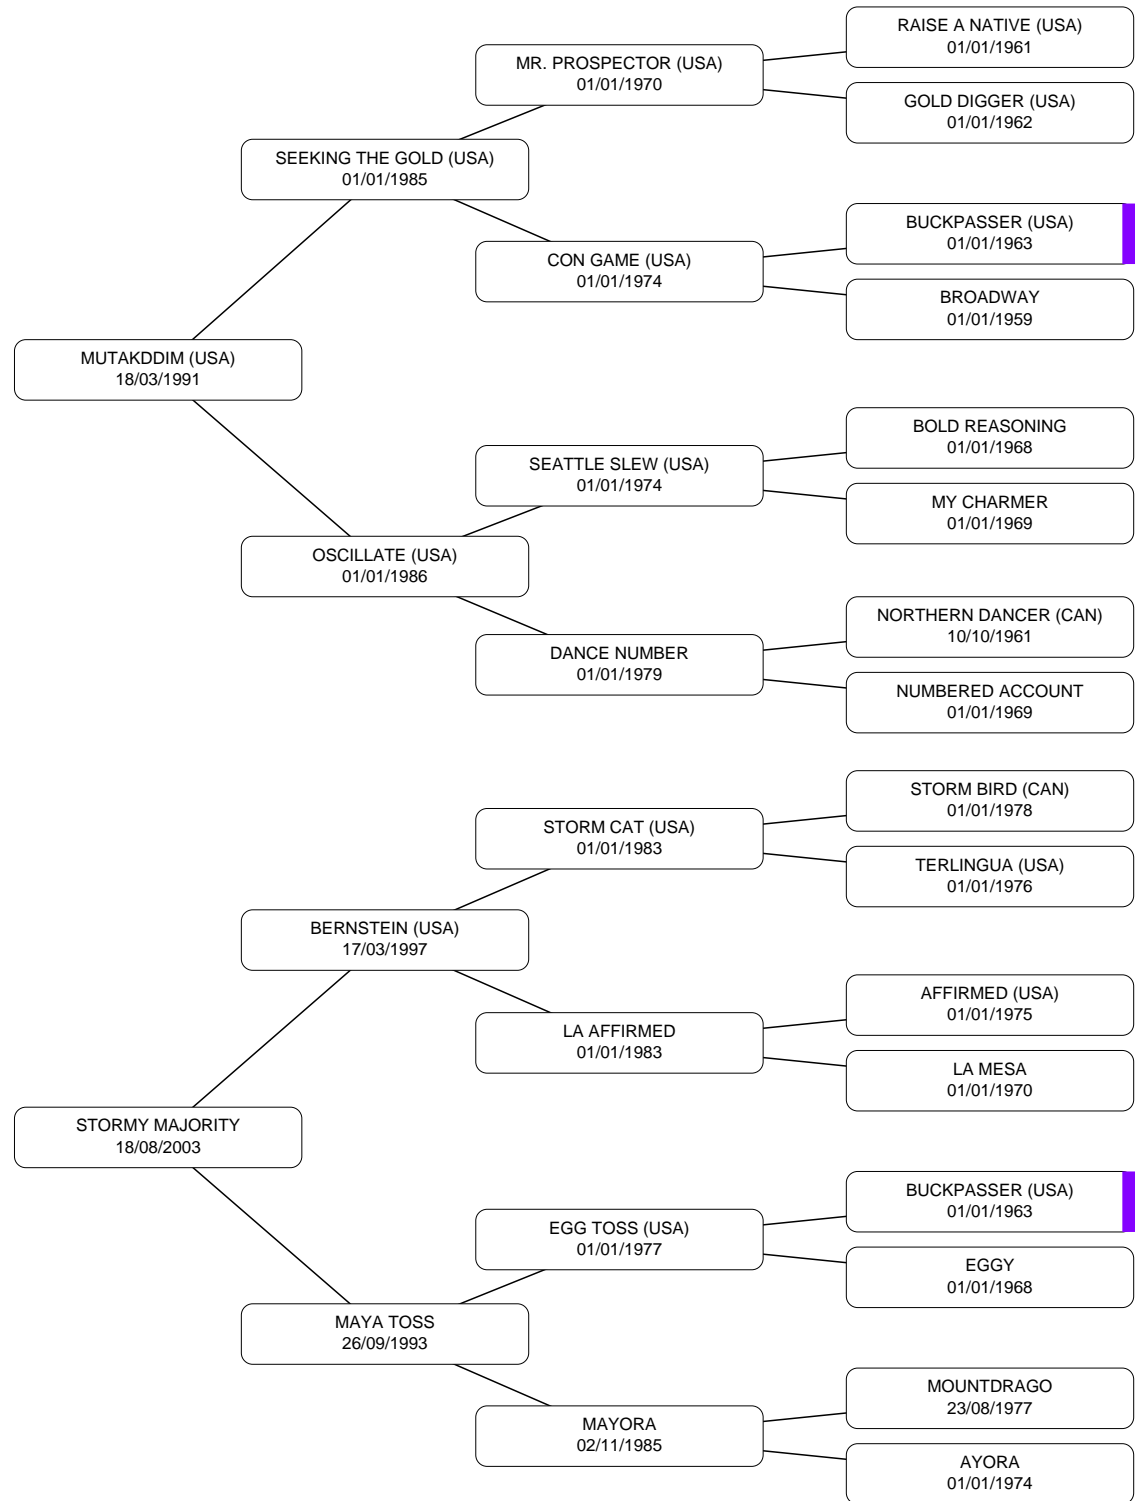 RAISE A NATIVE (USA)
01/01/1961
MR. PROSPECTOR (USA)
01/01/1970
GOLD DIGGER (USA)
01/01/1962
SEEKING THE GOLD (USA)
01/01/1985
BUCKPASSER (USA)
01/01/1963
CON GAME (USA)
01/01/1974
BROADWAY
01/01/1959
MUTAKDDIM (USA)
18/03/1991
BOLD REASONING
01/01/1968
SEATTLE SLEW (USA)
01/01/1974
MY CHARMER
01/01/1969
OSCILLATE (USA)
01/01/1986
NORTHERN DANCER (CAN)
10/10/1961
DANCE NUMBER
01/01/1979
NUMBERED ACCOUNT
01/01/1969
STORM BIRD (CAN)
01/01/1978
STORM CAT (USA)
01/01/1983
TERLINGUA (USA)
01/01/1976
BERNSTEIN (USA)
17/03/1997
AFFIRMED (USA)
01/01/1975
LA AFFIRMED
01/01/1983
LA MESA
01/01/1970
STORMY MAJORITY
18/08/2003
BUCKPASSER (USA)
01/01/1963
EGG TOSS (USA)
01/01/1977
EGGY
01/01/1968
MAYA TOSS
26/09/1993
MOUNTDRAGO
23/08/1977
MAYORA
02/11/1985
AYORA
01/01/1974